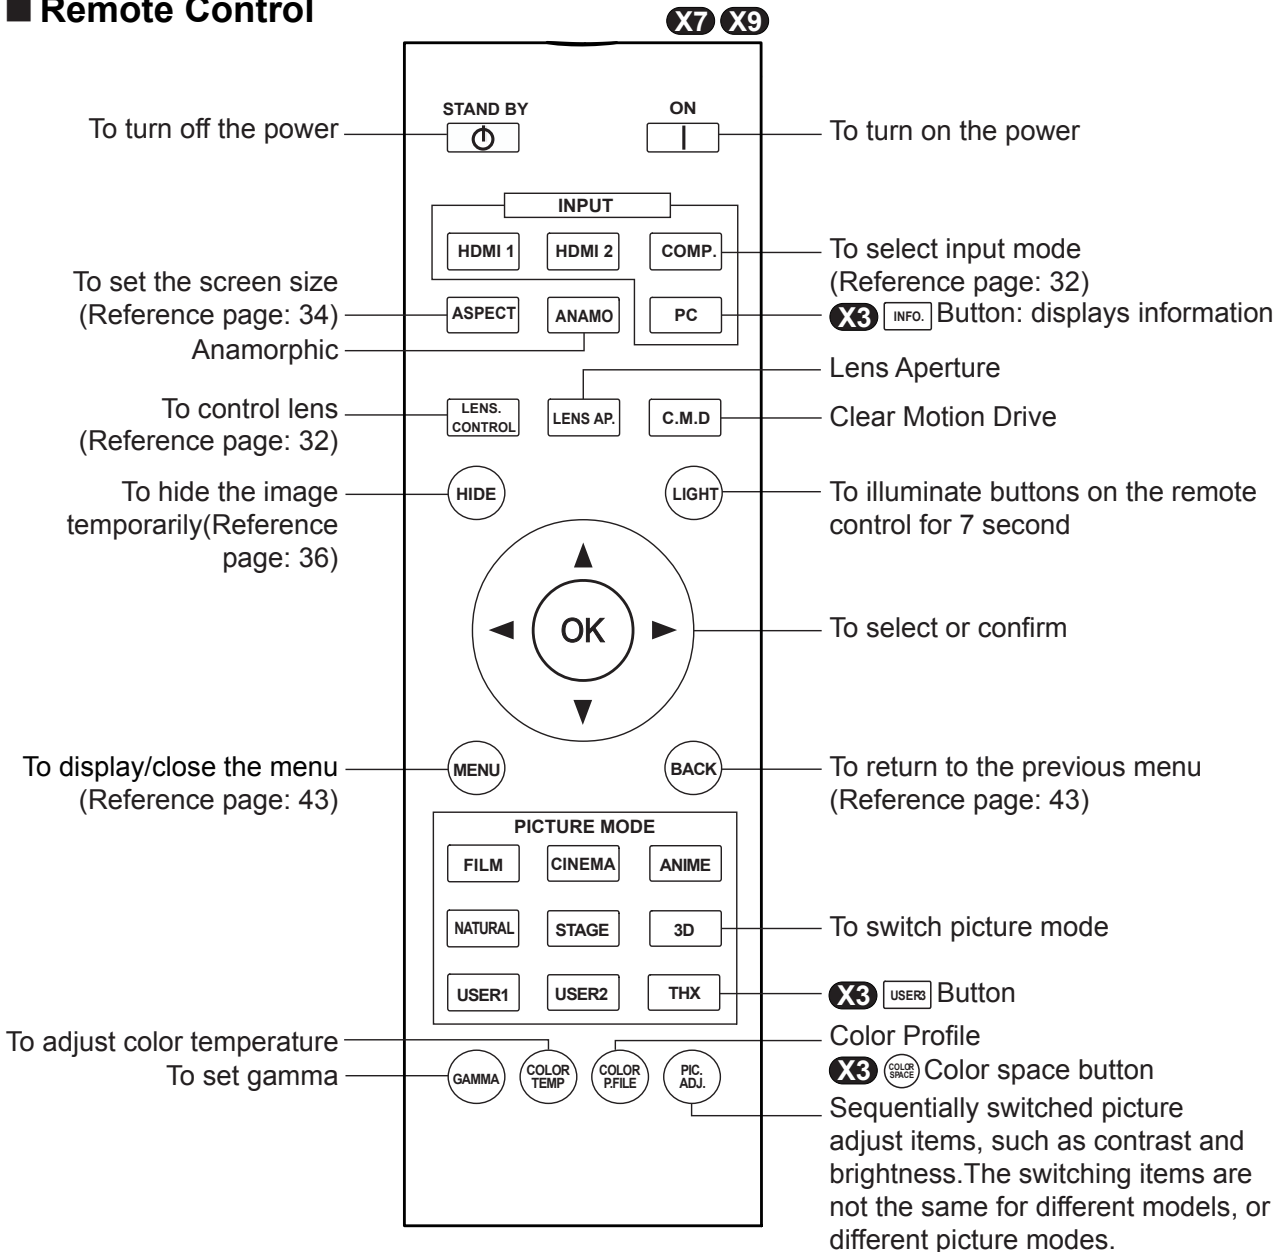 ■ Remote Control
X7 X9
STAND BY
ON
To turn off the power
To turn on the power
INPUT
HDMI 1
HDMI 2
COMP.
To select input mode
(Reference page: 32)
To set the screen size
(Reference page: 34)
ASPECT
ANAMO
PC
X3 INFO. Button: displays information
Anamorphic
Lens Aperture
To control lens
(Reference page: 32)
LENS.
CONTROL
LENS AP.
C.M.D
Clear Motion Drive
To hide the image
temporarily(Reference
page: 36)
HIDE
LIGHT
To illuminate buttons on the remote
control for 7 second
OK
To select or confirm
To display/close the menu
(Reference page: 43)
MENU
BACK
To return to the previous menu
(Reference page: 43)
PICTURE MODE
FILM
CINEMA
ANIME
NATURAL
STAGE
3D
To switch picture mode
USER1
USER2
THX
X3 USER3 Button
To adjust color temperature
To set gamma
GAMMA
COLOR
TEMP
COLOR
P.FILE
PIC.
ADJ.
Color Profile
X3 COLOR SPACE Color space button
Sequentially switched picture
adjust items, such as contrast and
brightness.The switching items are
not the same for different models, or
different picture modes.